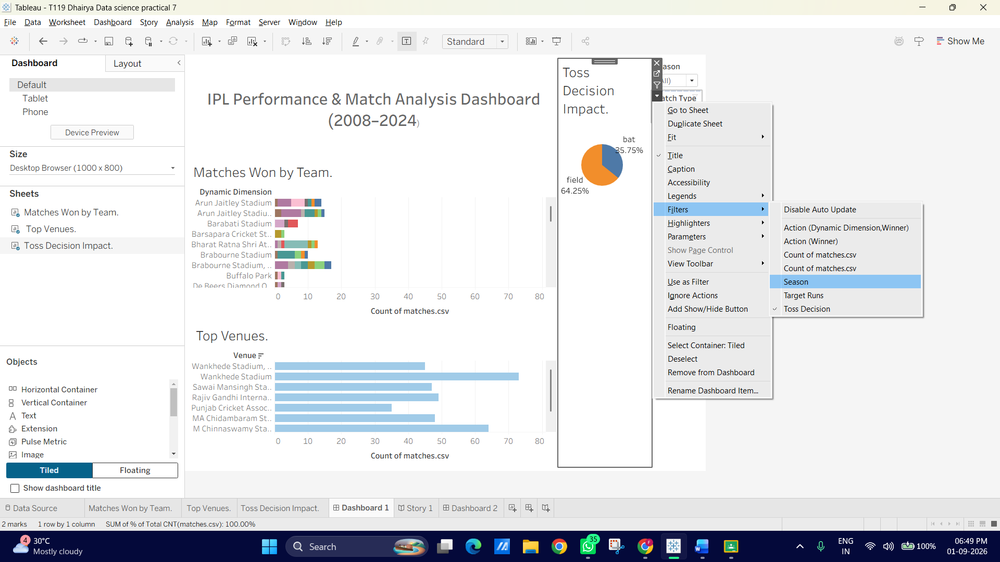 Tableau - T119 Dhairya Data science practical 7
File Data Worksheet Dashboard Story Analysis Map Format Server Window Help
Standard
Show Me
Dashboard
Layout
Default
Tablet
Phone
Device Preview
Size
Desktop Browser (1000 x 800)
Sheets
Matches Won by Team.
Top Venues.
Toss Decision Impact.
Objects
Horizontal Container
Vertical Container
Text
Extension
Pulse Metric
Image
Tiled
Floating
Show dashboard title
IPL Performance & Match Analysis Dashboard
(2008–2024)
Matches Won by Team.
Dynamic Dimension
Arun Jaitley Stadium
Arun Jaitley Stadiu..
Barabati Stadium
Barsapara Cricket St..
Bharat Ratna Shri At..
Brabourne Stadium
Brabourne Stadium, ..
Buffalo Park
De Beers Diamond O..
0 10 20 30 40 50 60 70 80
Count of matches.csv
Top Venues.
Venue
Wankhede Stadium, ..
Wankhede Stadium
Sawai Mansingh Sta..
Rajiv Gandhi Interna..
Punjab Cricket Assoc..
MA Chidambaram St..
M Chinnaswamy Sta..
0 10 20 30 40 50 60 70 80
Count of matches.csv
Toss
Decision
Impact.
bat
35.75%
field
64.25%
ason
ll)
atch Type
Go to Sheet
Duplicate Sheet
Fit
Title
Caption
Accessibility
Legends
Filters
Highlighters
Parameters
Show Page Control
View Toolbar
Use as Filter
Ignore Actions
Add Show/Hide Button
Floating
Select Container: Tiled
Deselect
Remove from Dashboard
Rename Dashboard Item...
Disable Auto Update
Action (Dynamic Dimension,Winner)
Action (Winner)
Count of matches.csv
Count of matches.csv
Season
Target Runs
Toss Decision
Data Source
Matches Won by Team.
Top Venues.
Toss Decision Impact.
Dashboard 1
Story 1
Dashboard 2
2 marks 1 row by 1 column SUM of % of Total CNT(matches.csv): 100.00%
4
30°C
Mostly cloudy
Search
35
F
W
ENG
IN
100%
06:49 PM
01-09-2026